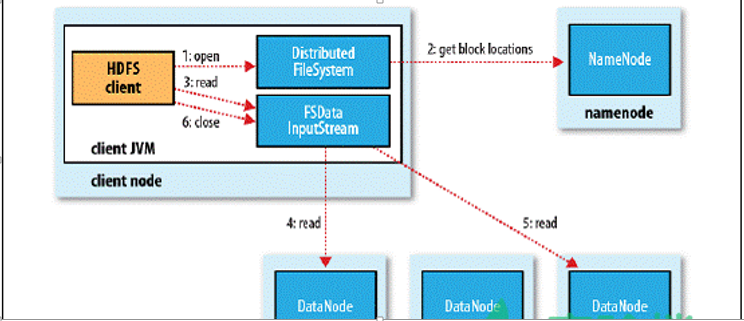 1: open
Distributed
FileSystem
2: get block locations
NameNode
HDFS
client
3: read
6: close
FSData
InputStream
namenode
client JVM
client node
4: read
5: read
DataNode
DataNode
DataNode